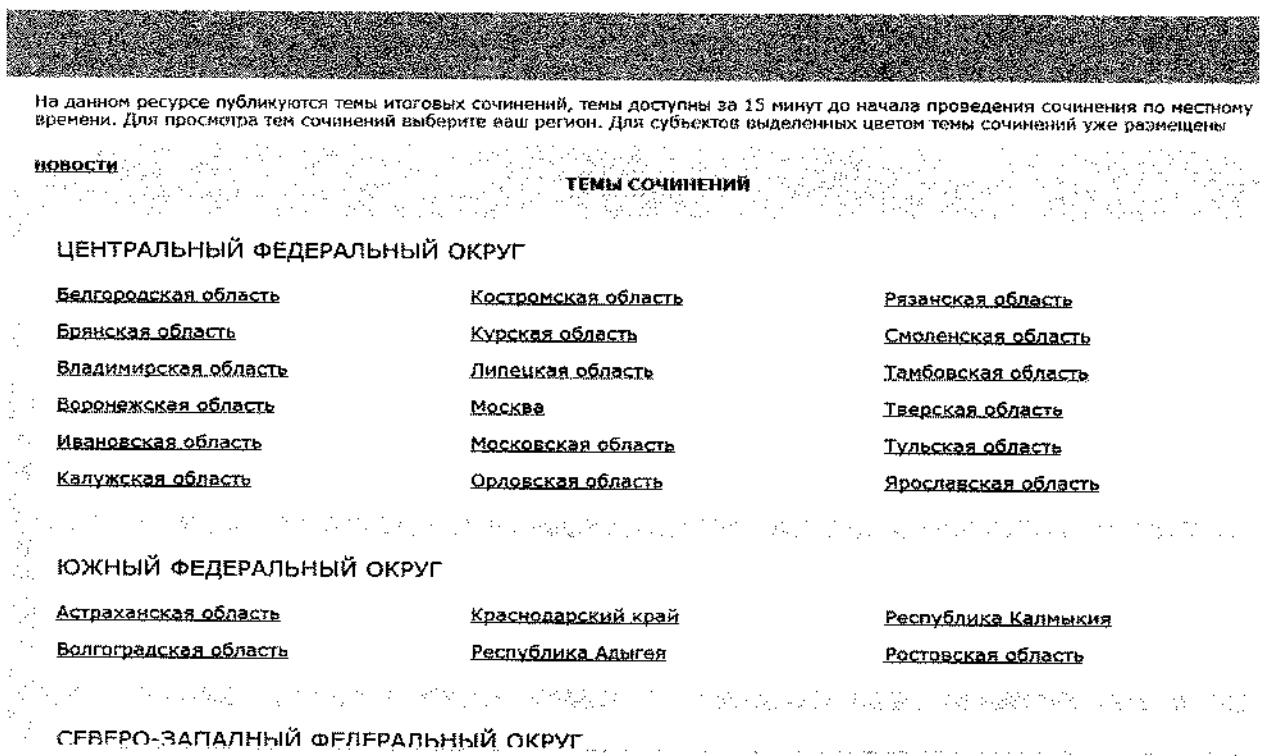 На данном ресурсе публикуются темы итоговых сочинений, темы доступны за 15 минут до начала проведения сочинения по местному
времени. Для просмотра тем сочинений выберите ваш регион. Для субъектов выделенных цветом темы сочинений уже размещены
НОВОСТИ
ТЕМЫ СОЧИНЕНИЙ
ЦЕНТРАЛЬНЫЙ ФЕДЕРАЛЬНЫЙ ОКРУГ
Белгородская область Костромская область Рязанская область
Брянская область Курская область Смоленская область
Владимирская область Липецкая область Тамбовская область
Воронежская область Москва Тверская область
Ивановская область Московская область Тульская область
Калужская область Орловская область Ярославская область
ЮЖНЫЙ ФЕДЕРАЛЬНЫЙ ОКРУГ
Астраханская область Краснодарский край Республика Калмыкия
Волгоградская область Республика Адыгея Ростовская область
СЕВЕРО-ЗАПАДНЫЙ ФЕДЕРАЛЬНЫЙ ОКРУГ